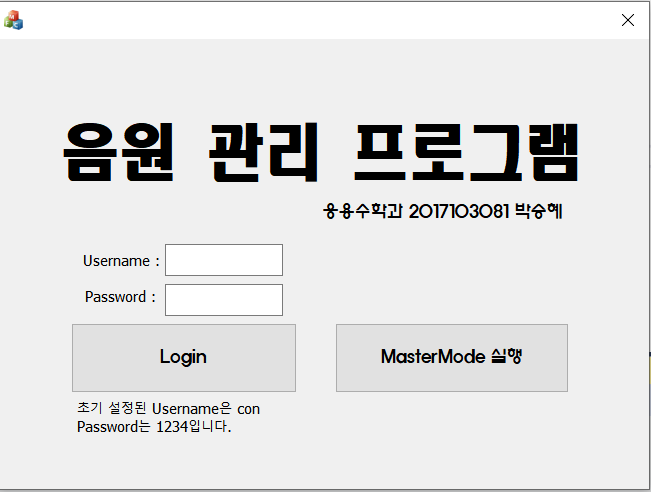 음원 관리 프로그램
응용수학과 2017103081 박승혜
Username :
Password :
Login
MasterMode 실행
초기 설정된 Username은 con
Password는 1234입니다.